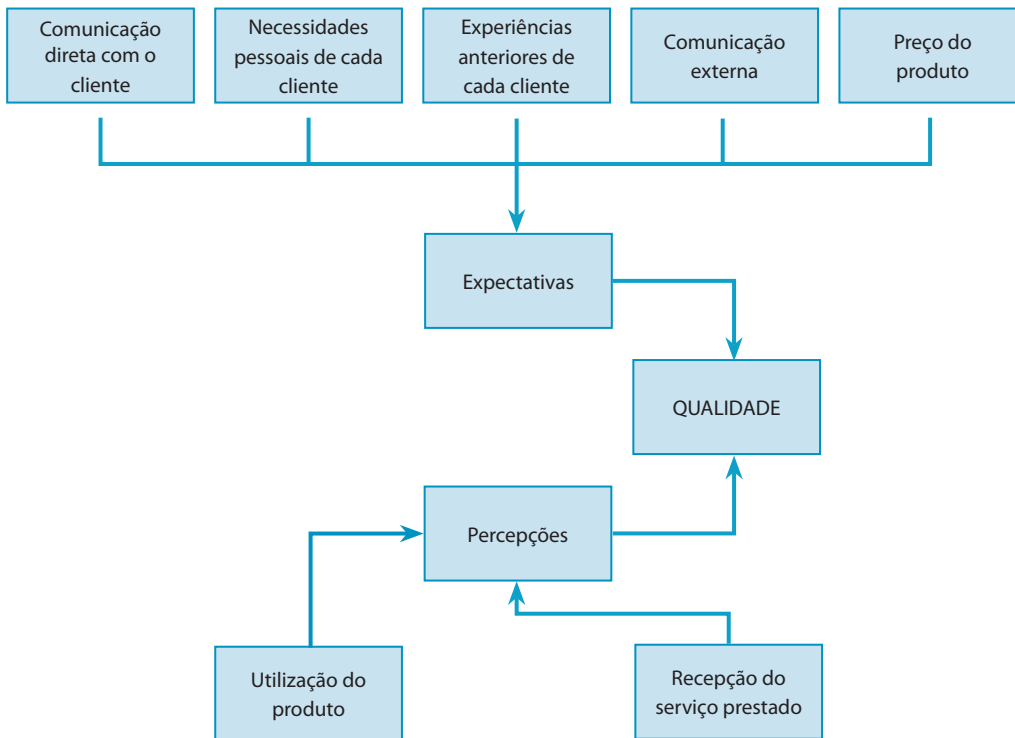 Comunicação
direta com o
cliente
Necessidades
pessoais de cada
cliente
Experiências
anteriores de
cada cliente
Comunicação
externa
Preço do
produto
Expectativas
QUALIDADE
Percepções
Utilização do
produto
Recepção do
serviço prestado